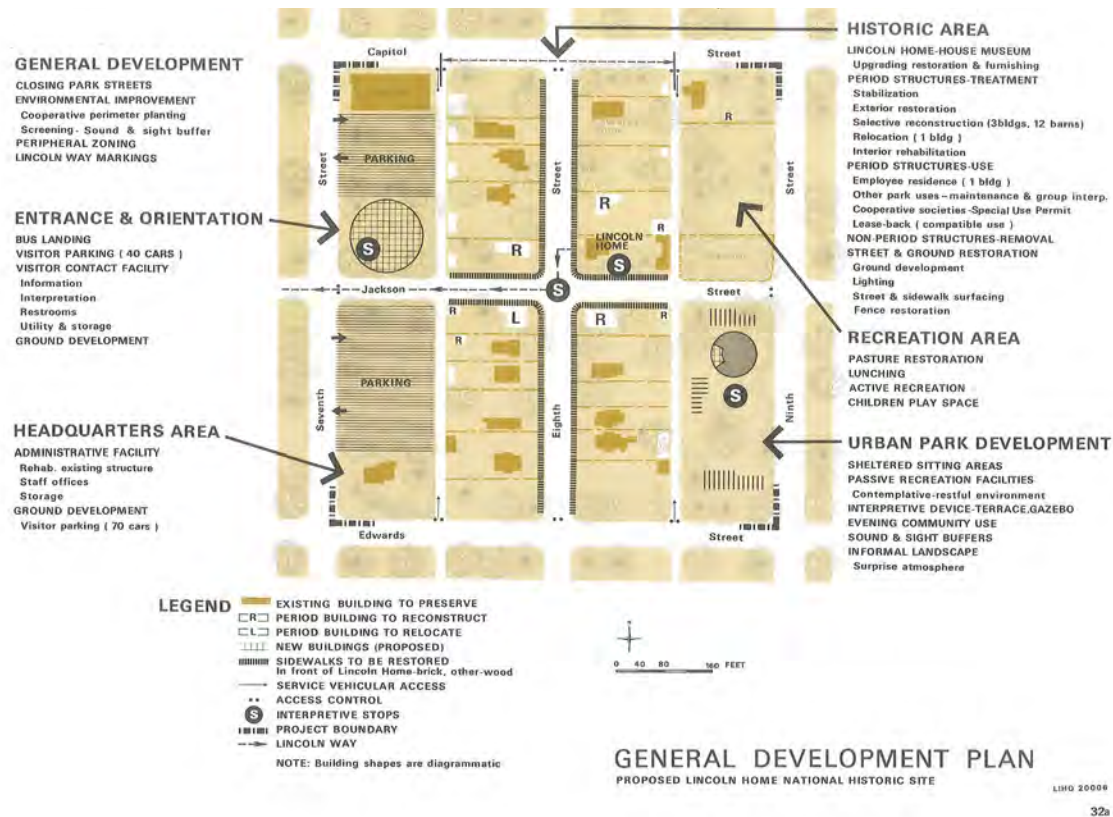 GENERAL DEVELOPMENT
CLOSING PARK STREETS
ENVIRONMENTAL IMPROVEMENT
Cooperative perimeter planting
Screening- Sound & sight buffer
PERIPHERAL ZONING
LINCOLN WAY MARKINGS
ENTRANCE & ORIENTATION
BUS LANDING
VISITOR PARKING ( 40 CARS )
VISITOR CONTACT FACILITY
Information
Interpretation
Restrooms
Utility & storage
GROUND DEVELOPMENT
HEADQUARTERS AREA
ADMINISTRATIVE FACILITY
Rehab. existing structure
Staff offices
Storage
GROUND DEVELOPMENT
Visitor parking ( 70 cars )
Capitol
Street
R
PARKING
Street
Street
Street
R
R
LINCOLN
HOME
R
S
S
Jackson
S
Street
R
L
R
R
R
PARKING
S
Seventh
Eighth
Ninth
Edwards
Street
HISTORIC AREA
LINCOLN HOME-HOUSE MUSEUM
Upgrading restoration & furnishing
PERIOD STRUCTURES-TREATMENT
Stabilization
Exterior restoration
Selective reconstruction (3bldgs, 12 barns)
Relocation ( 1 bldg )
Interior rehabilitation
PERIOD STRUCTURES-USE
Employee residence ( 1 bldg )
Other park uses-maintenance & group interp.
Cooperative societies-Special Use Permit
Lease-back ( compatible use )
NON-PERIOD STRUCTURES-REMOVAL
STREET & GROUND RESTORATION
Ground development
Lighting
Street & sidewalk surfacing
Fence restoration
RECREATION AREA
PASTURE RESTORATION
LUNCHING
ACTIVE RECREATION
CHILDREN PLAY SPACE
URBAN PARK DEVELOPMENT
SHELTERED SITTING AREAS
PASSIVE RECREATION FACILITIES
Contemplative-restful environment
INTERPRETIVE DEVICE-TERRACE,GAZEBO
EVENING COMMUNITY USE
SOUND & SIGHT BUFFERS
INFORMAL LANDSCAPE
Surprise atmosphere
LEGEND
EXISTING BUILDING TO PRESERVE
R PERIOD BUILDING TO RECONSTRUCT
L PERIOD BUILDING TO RELOCATE
NEW BUILDINGS (PROPOSED)
SIDEWALKS TO BE RESTORED
In front of Lincoln Home-brick, other-wood
SERVICE VEHICULAR ACCESS
ACCESS CONTROL
S INTERPRETIVE STOPS
PROJECT BOUNDARY
LINCOLN WAY
NOTE: Building shapes are diagrammatic
0 40 80 160 FEET
GENERAL DEVELOPMENT PLAN
PROPOSED LINCOLN HOME NATIONAL HISTORIC SITE
LIHO 20006
32a